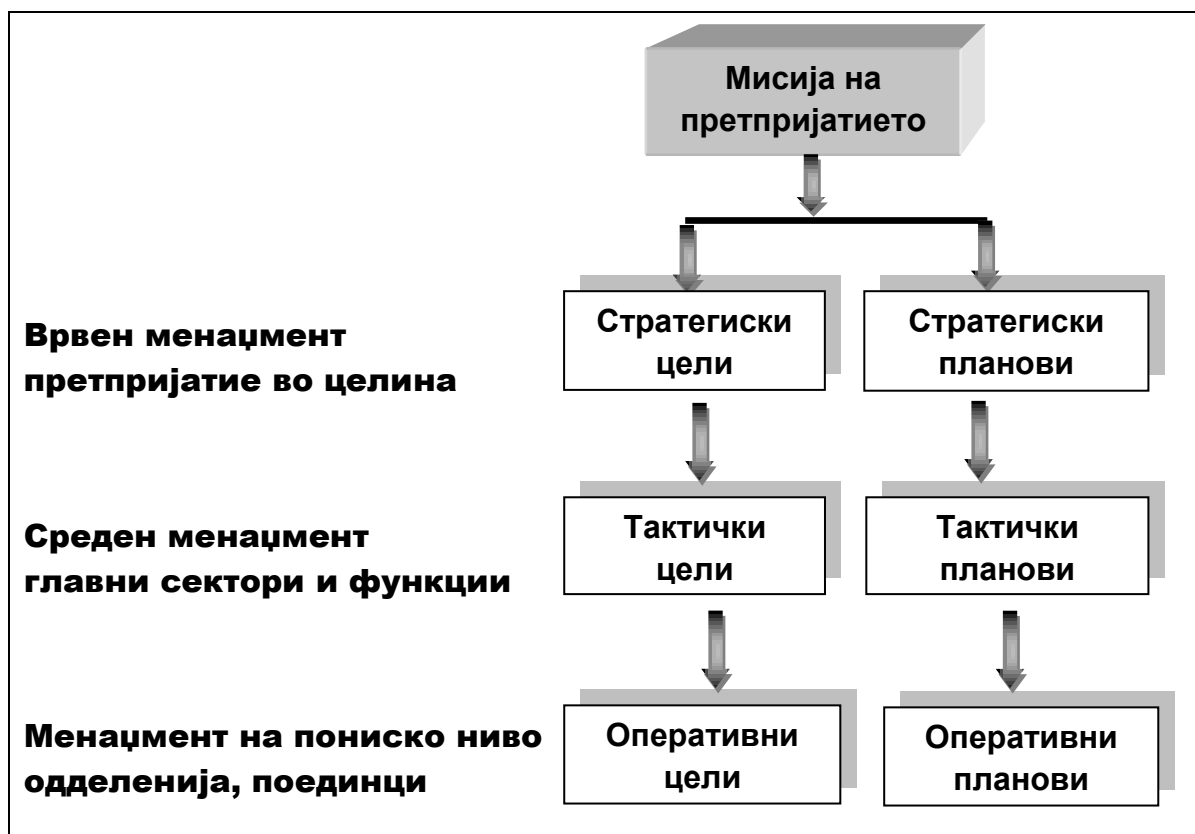 Мисија на
претпријатието
Врвен менаџмент
претпријатие во целина
Стратегиски
цели
Стратегиски
планови
Среден менаџмент
главни сектори и функции
Тактички
цели
Тактички
планови
Менаџмент на пониско ниво
одделенија, поединци
Оперативни
цели
Оперативни
планови